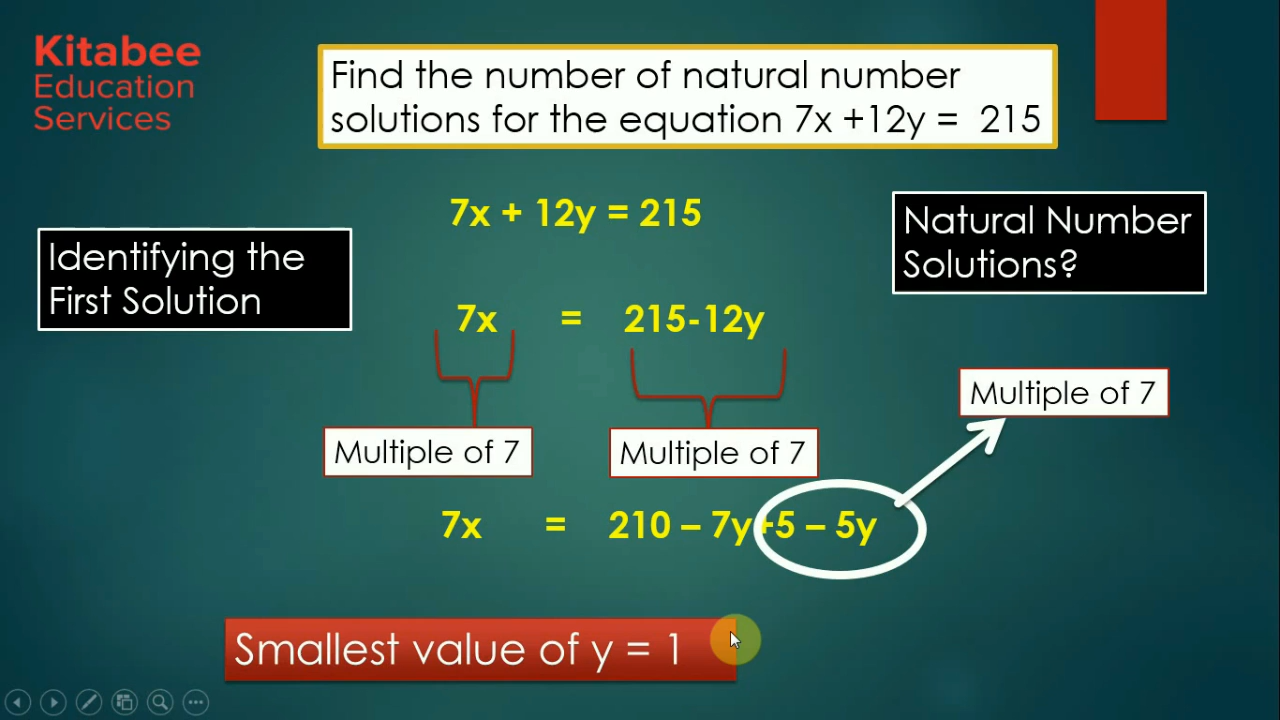 Kitabee
Education
Services
Find the number of natural number
solutions for the equation 7x +12y = 215
7x + 12y = 215
Identifying the
First Solution
Natural Number
Solutions?
7x = 215-12y
Multiple of 7
Multiple of 7
Multiple of 7
7x = 210 – 7y+5 – 5y
Smallest value of y = 1